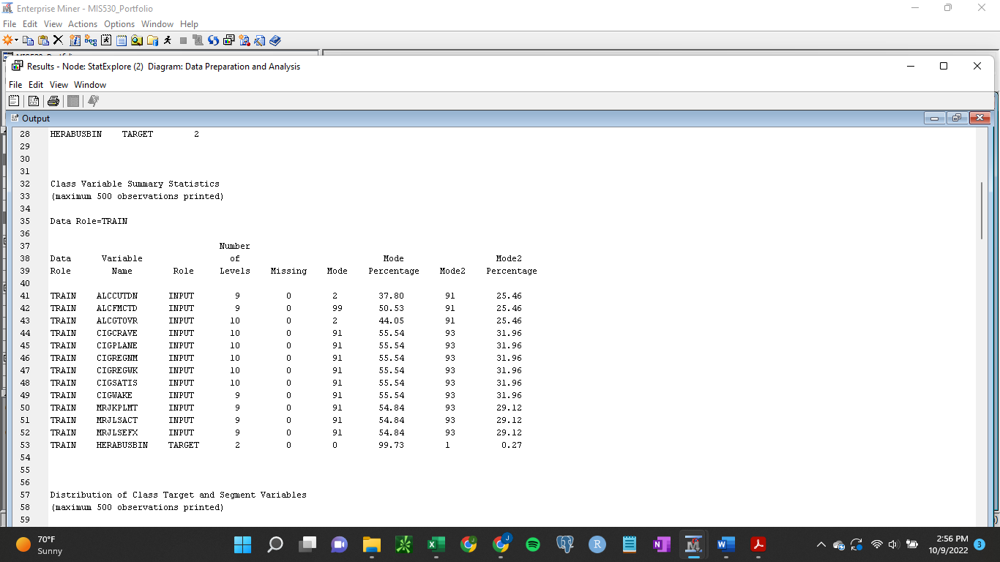 Enterprise Miner - MIS530_Portfolio
File Edit View Actions Options Window Help
Results - Node: StatExplore (2) Diagram: Data Preparation and Analysis
File Edit View Window
Output
28 HERABUSBIN TARGET 2
29
30
31
32 Class Variable Summary Statistics
33 (maximum 500 observations printed)
34
35 Data Role=TRAIN
36
37 Number
38 Data Variable of Mode Mode2
39 Role Name Role Levels Missing Mode Percentage Mode2 Percentage
40
41 TRAIN ALCCUTDN INPUT 9 0 2 37.80 91 25.46
42 TRAIN ALCFMCTD INPUT 9 0 99 50.53 91 25.46
43 TRAIN ALCGTOVR INPUT 10 0 2 44.05 91 25.46
44 TRAIN CIGCRAVE INPUT 10 0 91 55.54 93 31.96
45 TRAIN CIGPLANE INPUT 10 0 91 55.54 93 31.96
46 TRAIN CIGREGNM INPUT 10 0 91 55.54 93 31.96
47 TRAIN CIGREGWK INPUT 10 0 91 55.54 93 31.96
48 TRAIN CIGSATIS INPUT 10 0 91 55.54 93 31.96
49 TRAIN CIGWAKE INPUT 9 0 91 55.54 93 31.96
50 TRAIN MRJKPLMT INPUT 9 0 91 54.84 93 29.12
51 TRAIN MRJLSACT INPUT 9 0 91 54.84 93 29.12
52 TRAIN MRJLSEFX INPUT 9 0 91 54.84 93 29.12
53 TRAIN HERABUSBIN TARGET 2 0 0 99.73 1 0.27
54
55
56
57 Distribution of Class Target and Segment Variables
58 (maximum 500 observations printed)
59
70°F
Sunny
2:56 PM
10/9/2022
3